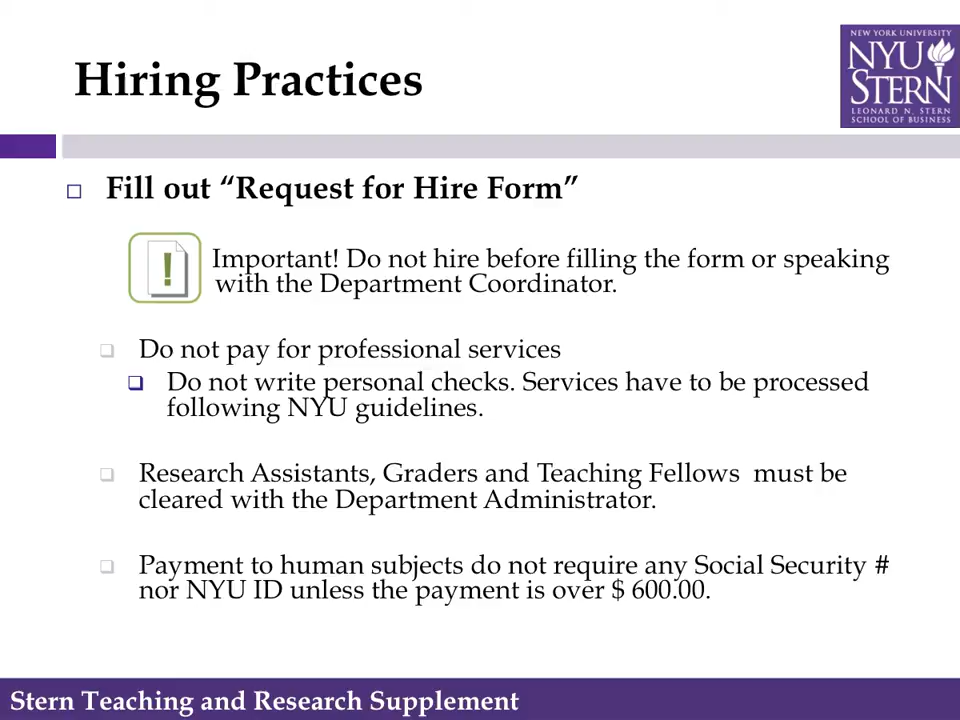 Hiring Practices
NEW YORK UNIVERSITY
NYU
STERN
LEONARD N. STERN
SCHOOL OF BUSINESS
Fill out “Request for Hire Form”
!
Important! Do not hire before filling the form or speaking
with the Department Coordinator.
Do not pay for professional services
Do not write personal checks. Services have to be processed
following NYU guidelines.
Research Assistants, Graders and Teaching Fellows must be
cleared with the Department Administrator.
Payment to human subjects do not require any Social Security #
nor NYU ID unless the payment is over $ 600.00.
Stern Teaching and Research Supplement